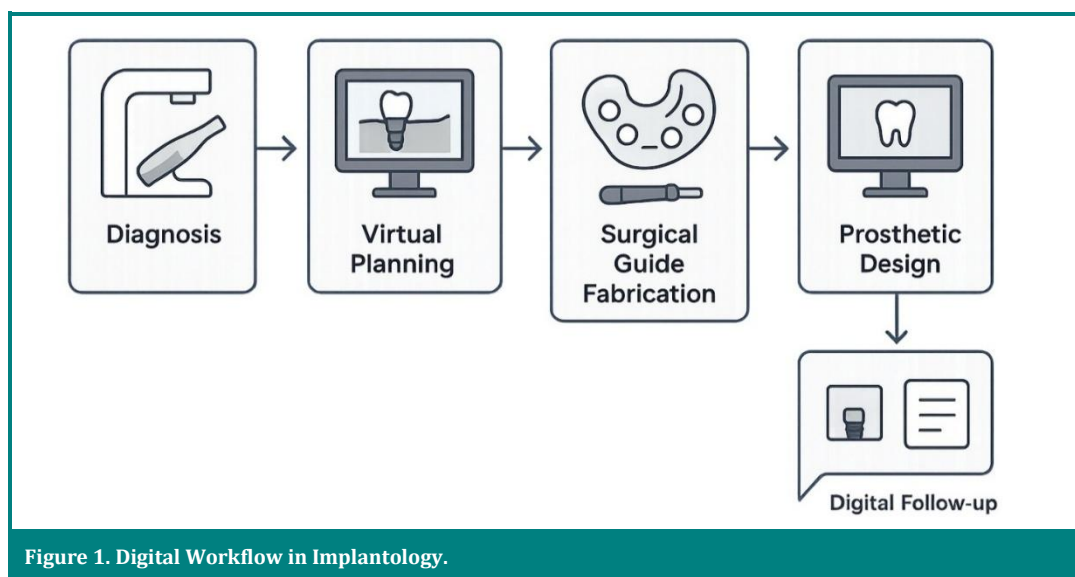 Diagnosis
Virtual
Planning
Surgical
Guide
Fabrication
Prosthetic
Design
Digital Follow-up
Figure 1. Digital Workflow in Implantology.